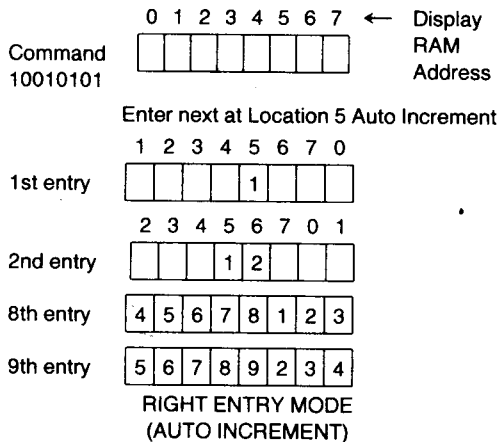 0 1 2 3 4 5 6 7 ← Display
RAM
Address
Command
10010101
Enter next at Location 5 Auto Increment
1 2 3 4 5 6 7 0
1st entry 1
2 3 4 5 6 7 0 1
2nd entry 1 2
8th entry 4 5 6 7 8 1 2 3
9th entry 5 6 7 8 9 2 3 4
RIGHT ENTRY MODE
(AUTO INCREMENT)